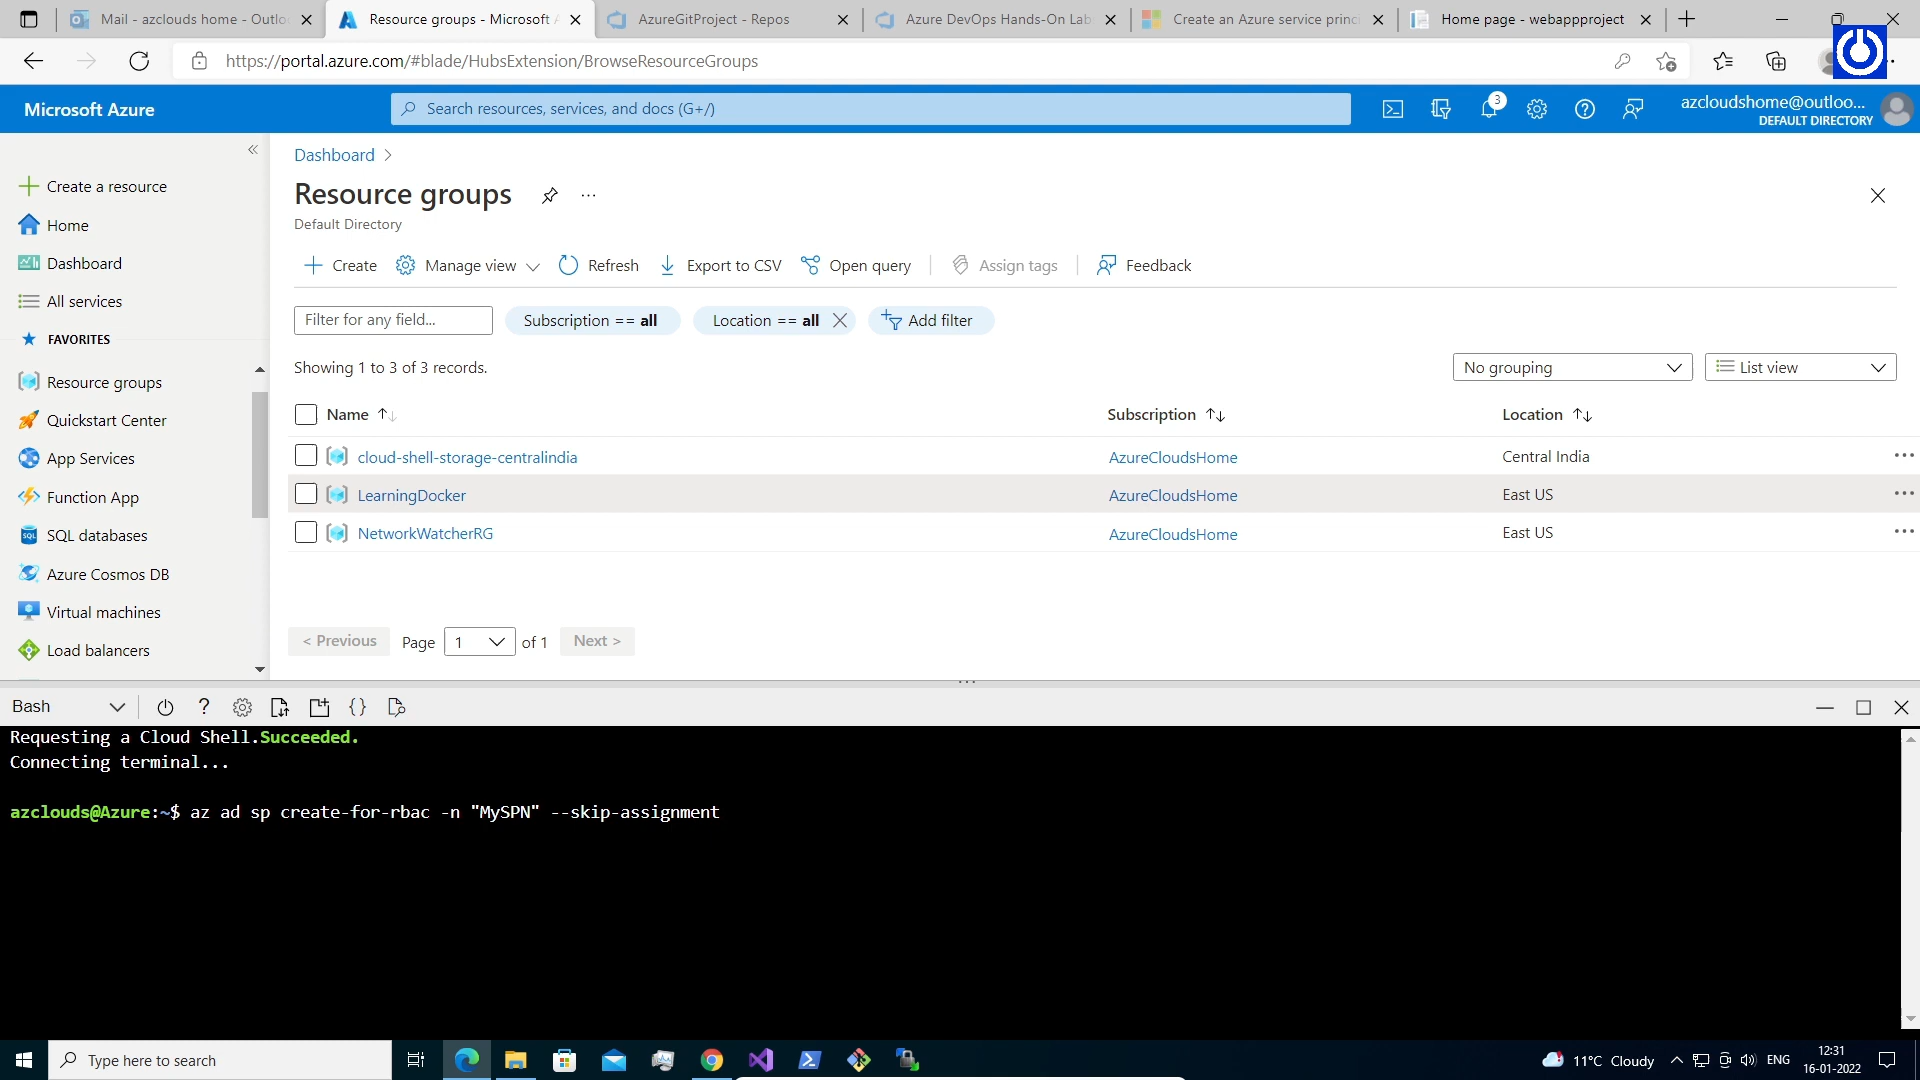 Mail - azclouds home - Outlo
Resource groups - Microsoft A
AzureGitProject - Repos
Azure DevOps Hands-On Lab
Create an Azure service princi
Home page - webappproject
https://portal.azure.com/#blade/HubsExtension/BrowseResourceGroups
Microsoft Azure
Search resources, services, and docs (G+/)
3
azcloudshome@outloo...
DEFAULT DIRECTORY
Create a resource
Home
Dashboard
All services
FAVORITES
Resource groups
Quickstart Center
App Services
Function App
SQL databases
Azure Cosmos DB
Virtual machines
Load balancers
Dashboard >
Resource groups
Default Directory
Create
Manage view
Refresh
Export to CSV
Open query
Assign tags
Feedback
Filter for any field...
Subscription == all
Location == all
Add filter
Showing 1 to 3 of 3 records.
No grouping
List view
Name
Subscription
Location
cloud-shell-storage-centralindia AzureCloudsHome Central India
LearningDocker AzureCloudsHome East US
NetworkWatcherRG AzureCloudsHome East US
< Previous Page 1 of 1 Next >
Bash
Requesting a Cloud Shell.Succeeded.
Connecting terminal...
azclouds@Azure:~$ az ad sp create-for-rbac -n "MySPN" --skip-assignment
Type here to search
11°C Cloudy
ENG
12:31
16-01-2022